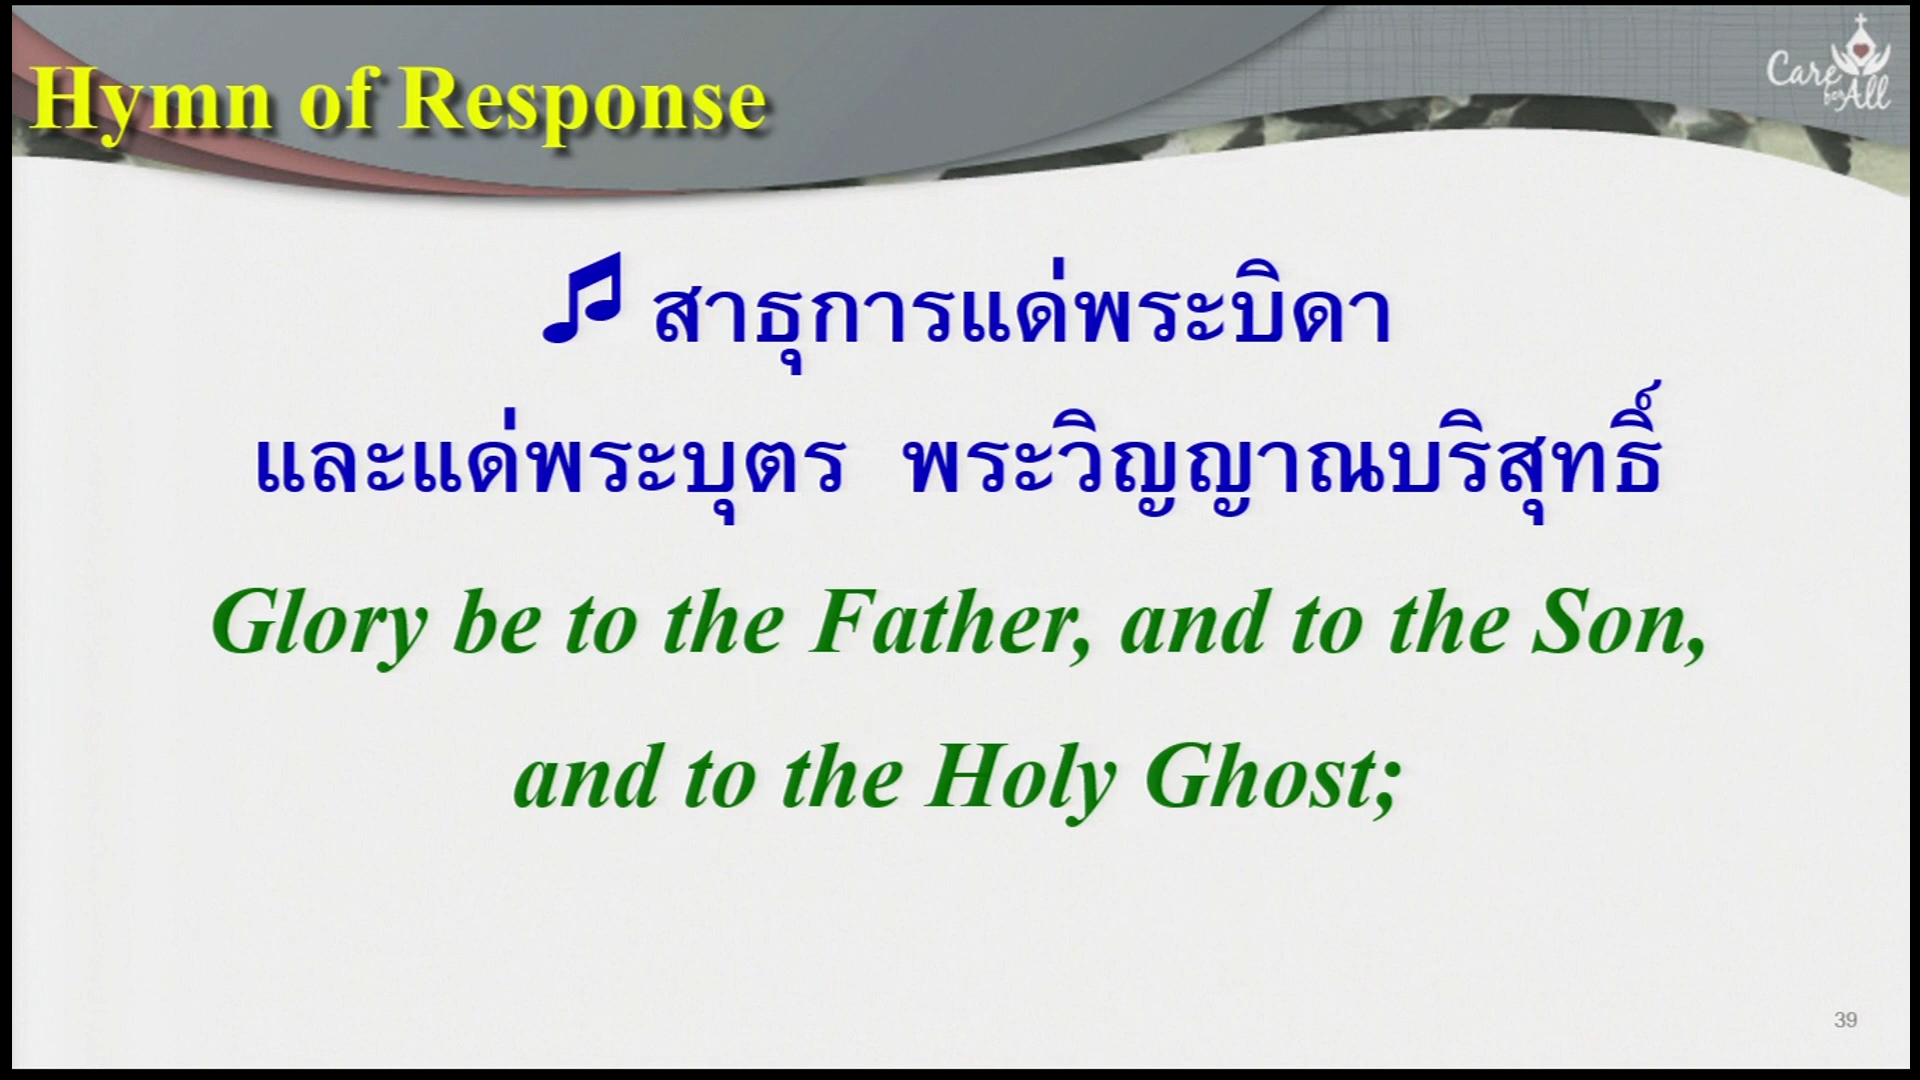 Hymn of Response
Care
for All
♫ สาธุการแด่พระบิดา
และแด่พระบุตร พระวิญญาณบริสุทธิ์
Glory be to the Father, and to the Son,
and to the Holy Ghost;
39